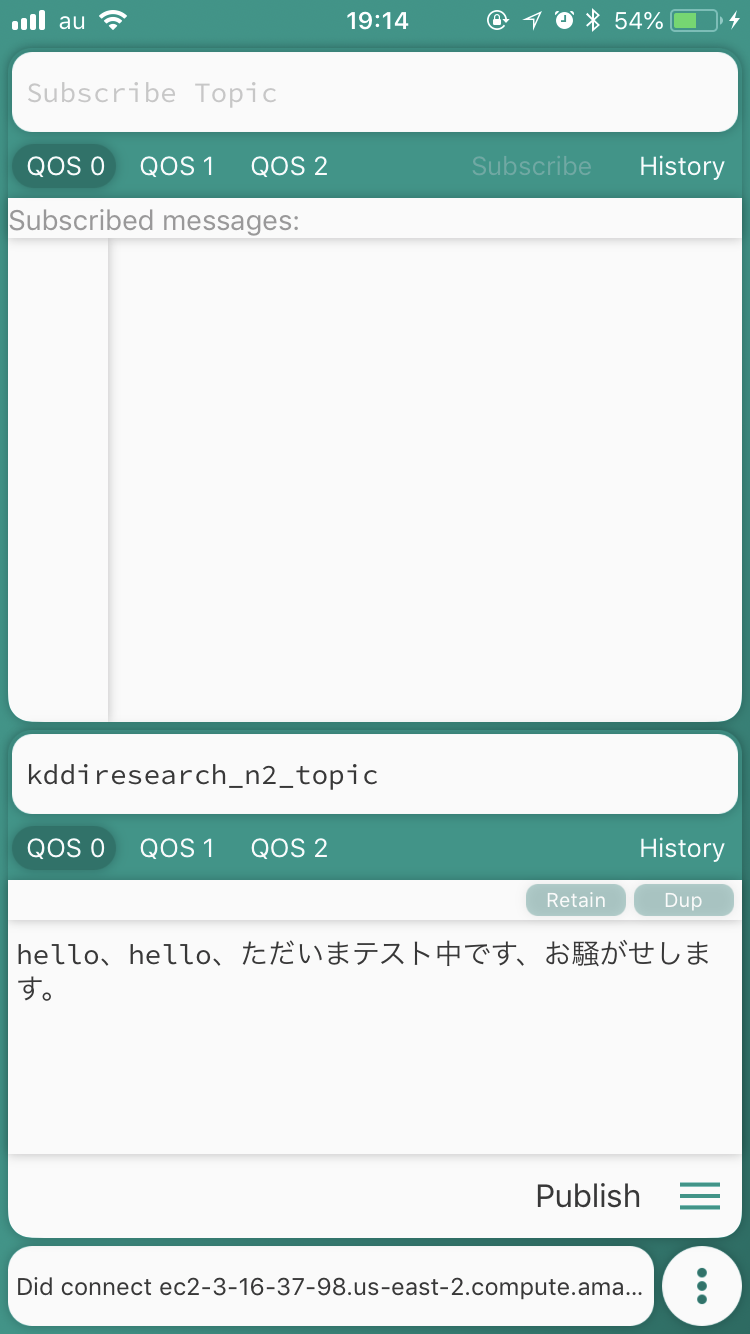 au 19:14 54%
Subscribe Topic
QOS 0 QOS 1 QOS 2 Subscribe History
Subscribed messages:
kddiresearch_n2_topic
QOS 0 QOS 1 QOS 2 History
Retain Dup
hello、hello、ただいまテスト中です、お騒がせしま
す。
Publish
Did connect ec2-3-16-37-98.us-east-2.compute.ama...